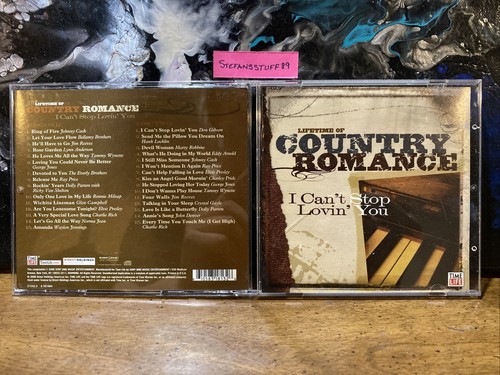 STEFANSSTUFF89
LIFETIME OF
COUNTRY ROMANCE
I Can't Stop Lovin' You
Ring of Fire Johnny Cash
Let Your Love Flow Bellamy Brothers
He'll Have to Go Jim Reeves
Rose Garden Lynn Anderson
He Loves Me All the Way Tammy Wynette
Loving You Could Never Be Better
George Jones
Devoted to You The Everly Brothers
Release Me Ray Price
Rockin' Years Dolly Parton with
Ricky Van Shelton
Only One Love in My Life Ronnie Milsap
Wichita Lineman Glen Campbell
Are You Lonesome Tonight? Elvis Presley
A Very Special Love Song Charlie Rich
Let's Go All the Way Norma Jean
Amanda Waylon Jennings
I Can't Stop Lovin' You Don Gibson
Send Me the Pillow You Dream On
Hank Locklin
Devil Woman Marty Robbins
What's He Doing in My World Eddy Arnold
I Still Miss Someone Johnny Cash
I Won't Mention It Again Ray Price
Can't Help Falling in Love Elvis Presley
Kiss an Angel Good Mornin' Charley Pride
He Stopped Loving Her Today George Jones
I Don't Wanna Play House Tammy Wynette
Four Walls Jim Reeves
Talking in Your Sleep Crystal Gayle
Love Is Like a Butterfly Dolly Parton
Annie's Song John Denver
Every Time You Touch Me (I Get High)
Charlie Rich
LIFETIME OF
COUNTRY
ROMANCE
I Can't Stop
Lovin' You
TIME
LIFE